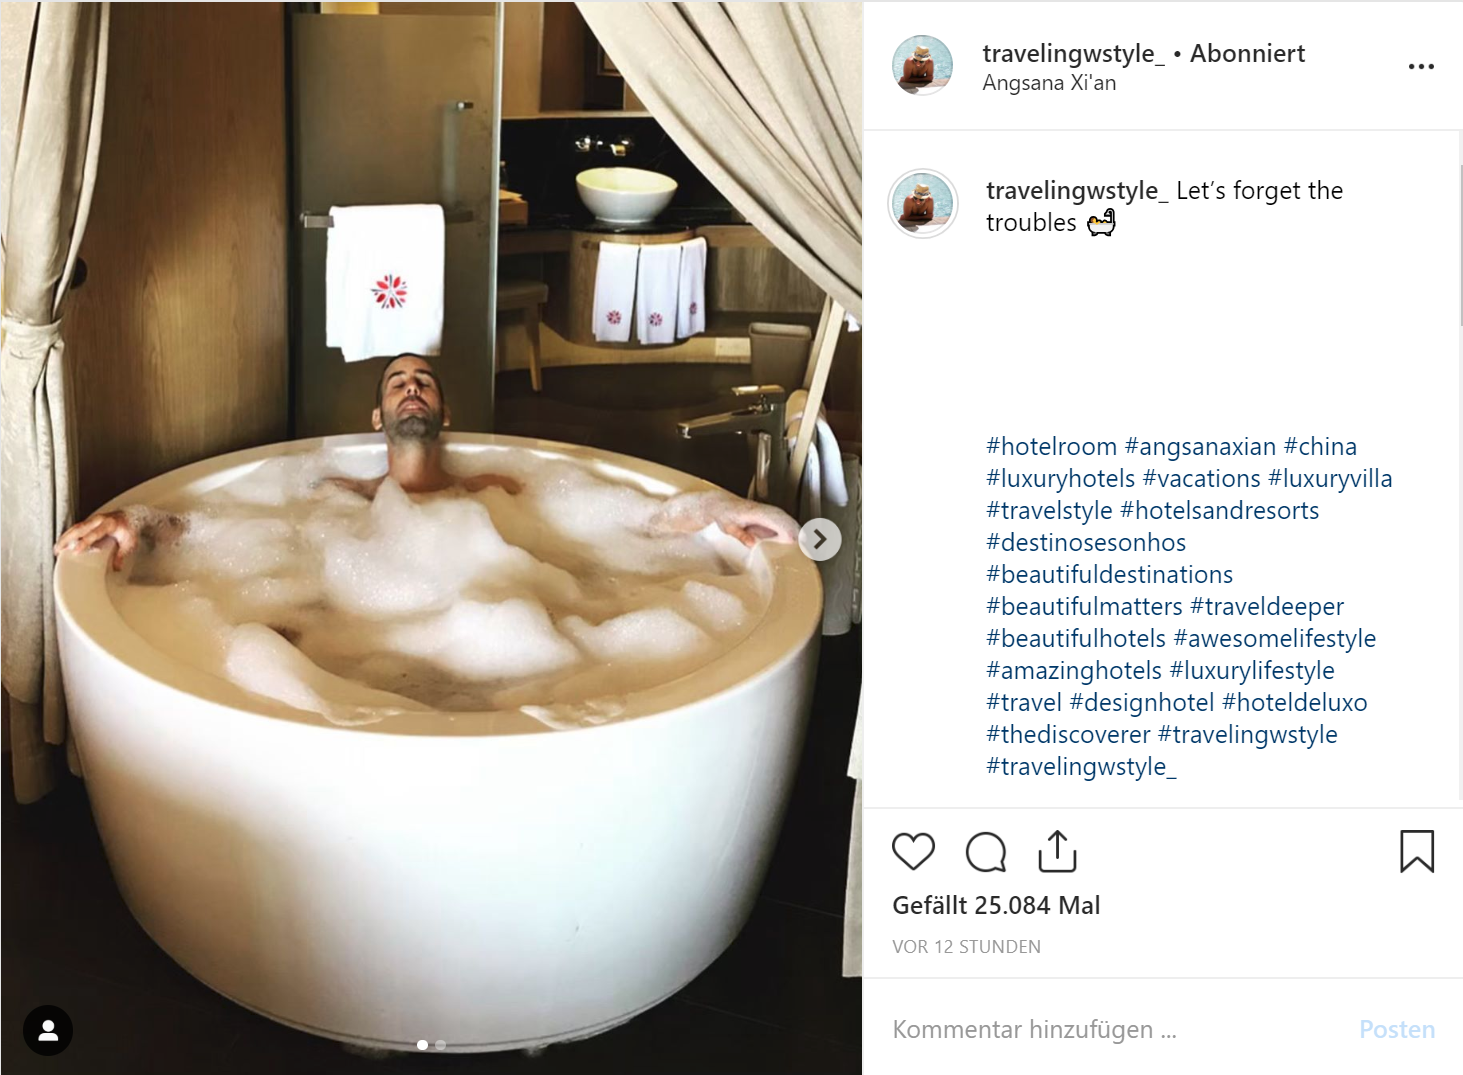 travelingwstyle_ • Abonniert
Angsana Xi'an
travelingwstyle_ Let’s forget the
troubles 🛀
#hotelroom #angsanaxian #china
#luxuryhotels #vacations #luxuryvilla
#travelstyle #hotelsandresorts
#destinosesonhos
#beautifuldestinations
#beautifulmatters #traveldeeper
#beautifulhotels #awesomelifestyle
#amazinghotels #luxurylifestyle
#travel #designhotel #hoteldeluxo
#thediscoverer #travelingwstyle
#travelingwstyle_
Gefällt 25.084 Mal
VOR 12 STUNDEN
Kommentar hinzufügen ...
Posten